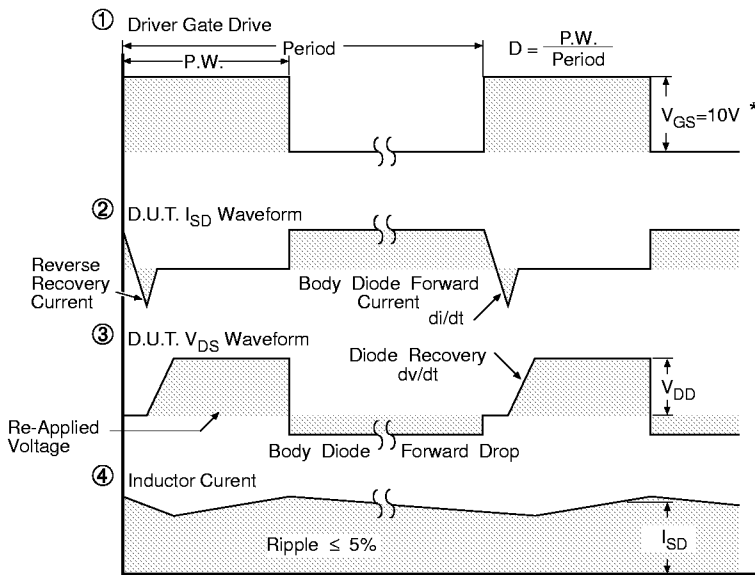 ① Driver Gate Drive
Period
P.W.
D = P.W. / Period
VGS=10V *
② D.U.T. ISD Waveform
Reverse
Recovery
Current
Body Diode Forward
Current
di/dt
③ D.U.T. VDS Waveform
Diode Recovery
dv/dt
VDD
Re-Applied
Voltage
Body Diode Forward Drop
④ Inductor Curent
Ripple ≤ 5%
ISD